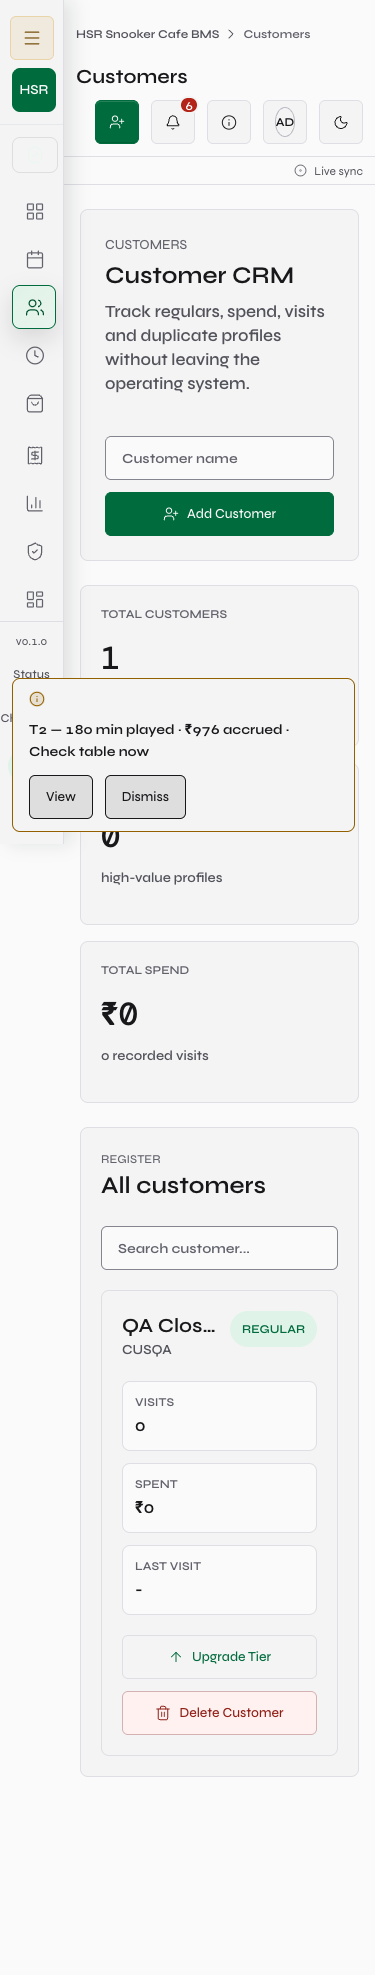 HSR Snooker Cafe BMS > Customers
HSR
Customers
6
AD
Live sync
CUSTOMERS
Customer CRM
Track regulars, spend, visits
and duplicate profiles
without leaving the
operating system.
Customer name
Add Customer
TOTAL CUSTOMERS
1
v0.1.0
Status
T2 — 180 min played · ₹976 accrued ·
Check table now
View
Dismiss
0
high-value profiles
TOTAL SPEND
₹0
0 recorded visits
REGISTER
All customers
Search customer...
QA Clos...
REGULAR
CUSQA
VISITS
0
SPENT
₹0
LAST VISIT
-
Upgrade Tier
Delete Customer